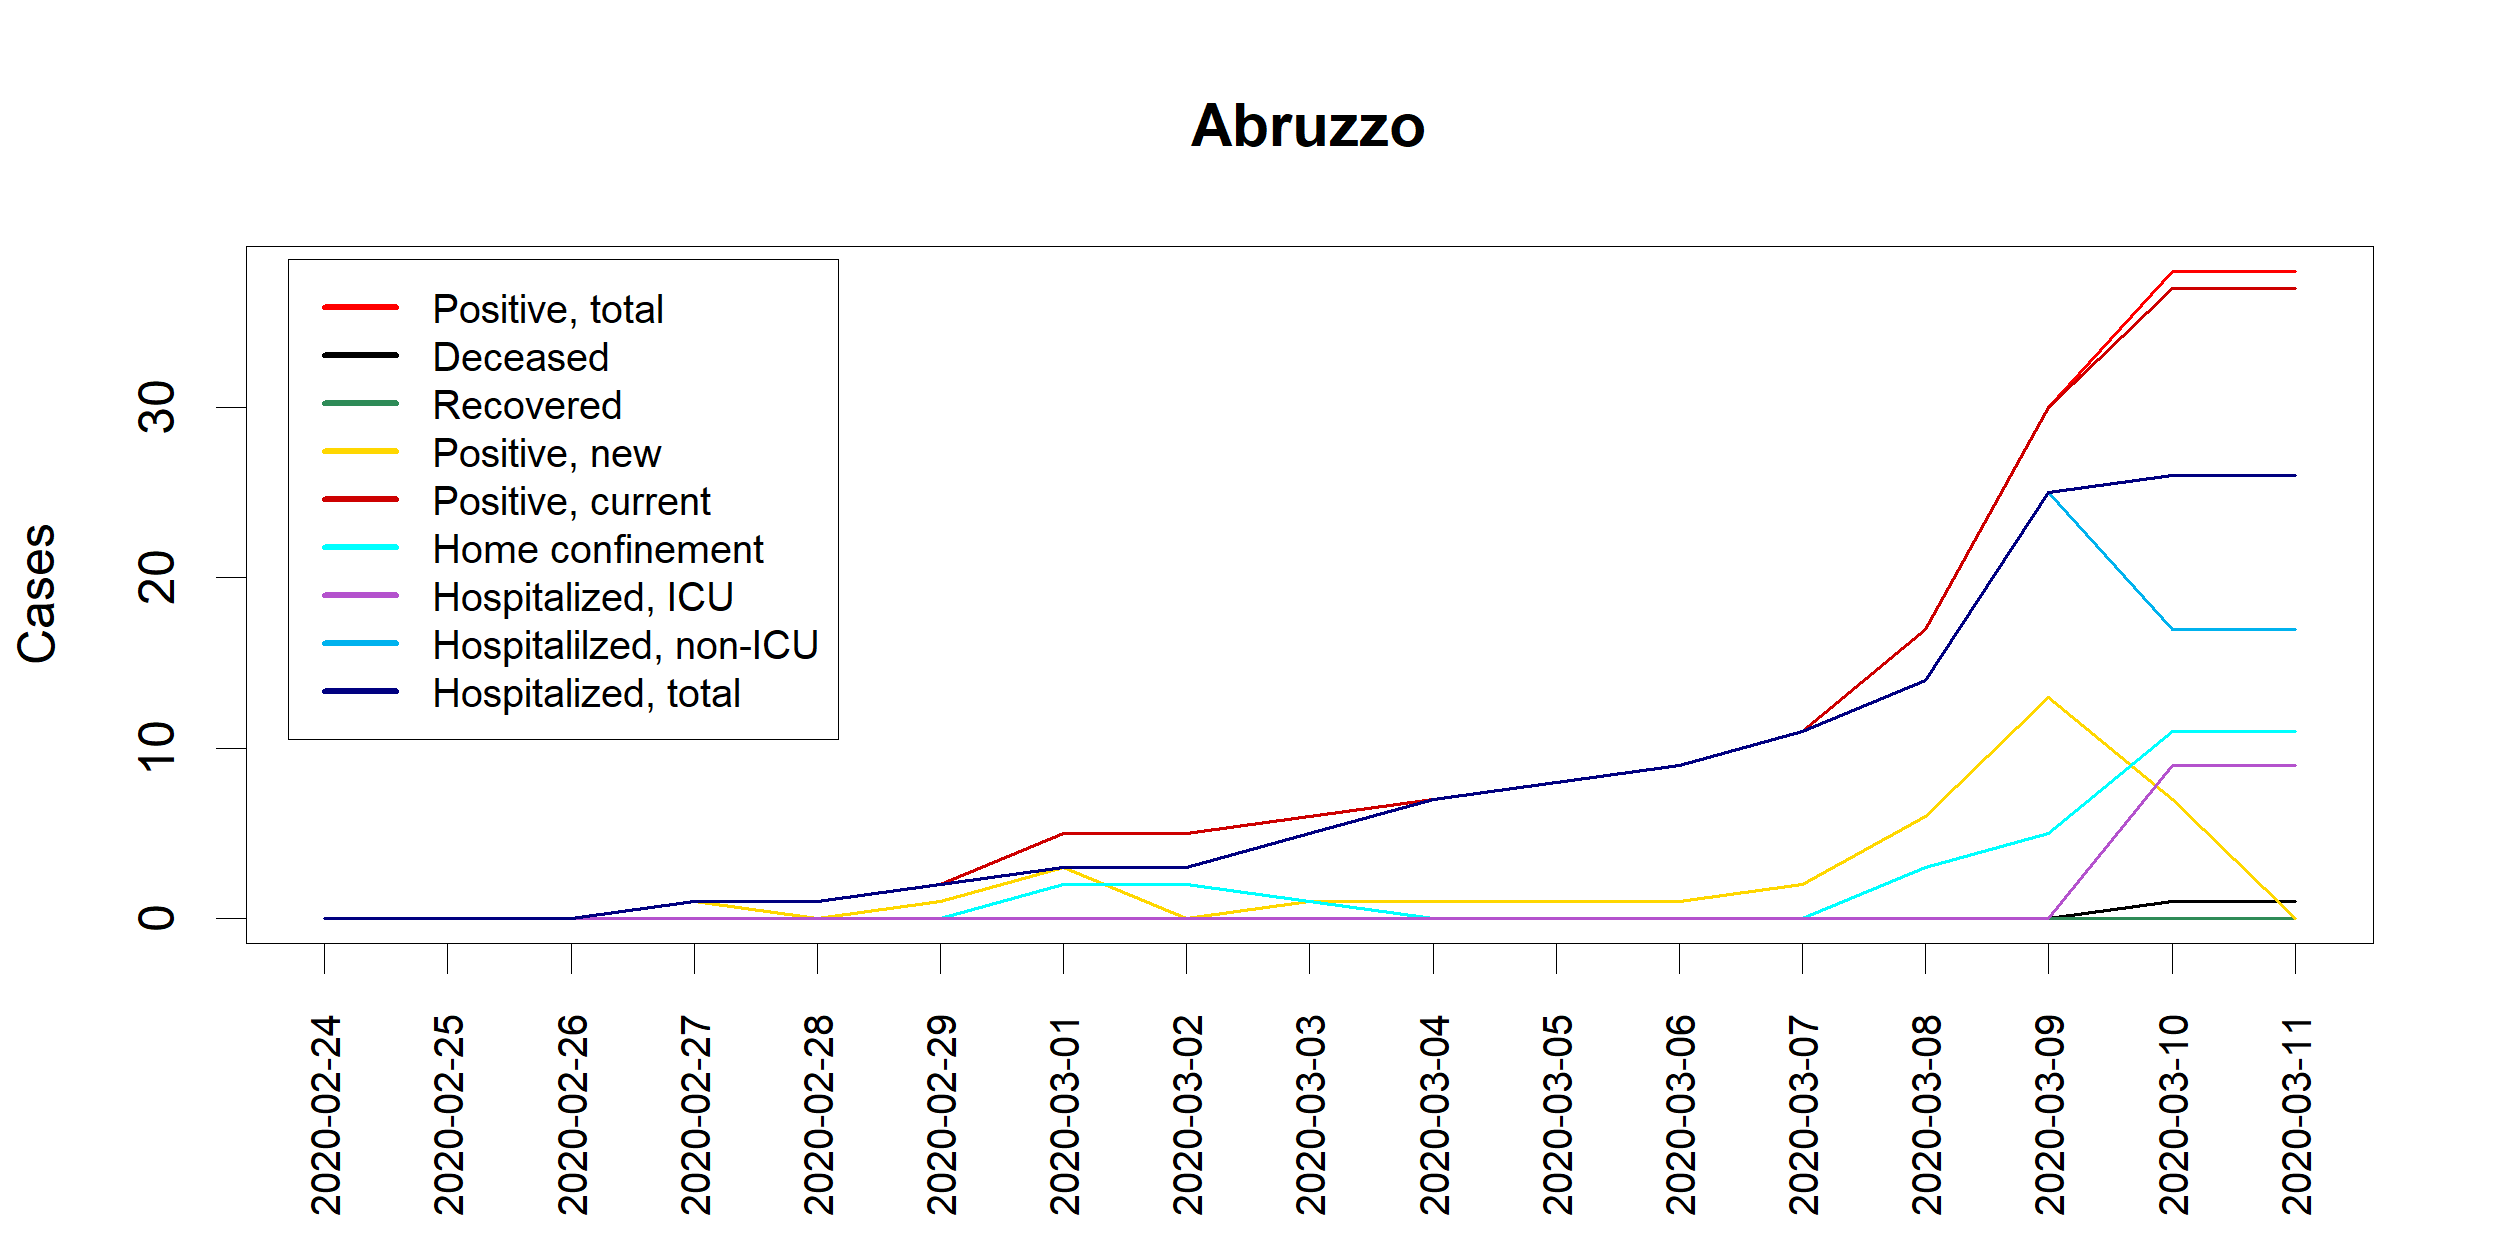 Abruzzo
Cases
30
20
10
0
Positive, total
Deceased
Recovered
Positive, new
Positive, current
Home confinement
Hospitalized, ICU
Hospitalilzed, non-ICU
Hospitalized, total
2020-02-24
2020-02-25
2020-02-26
2020-02-27
2020-02-28
2020-02-29
2020-03-01
2020-03-02
2020-03-03
2020-03-04
2020-03-05
2020-03-06
2020-03-07
2020-03-08
2020-03-09
2020-03-10
2020-03-11